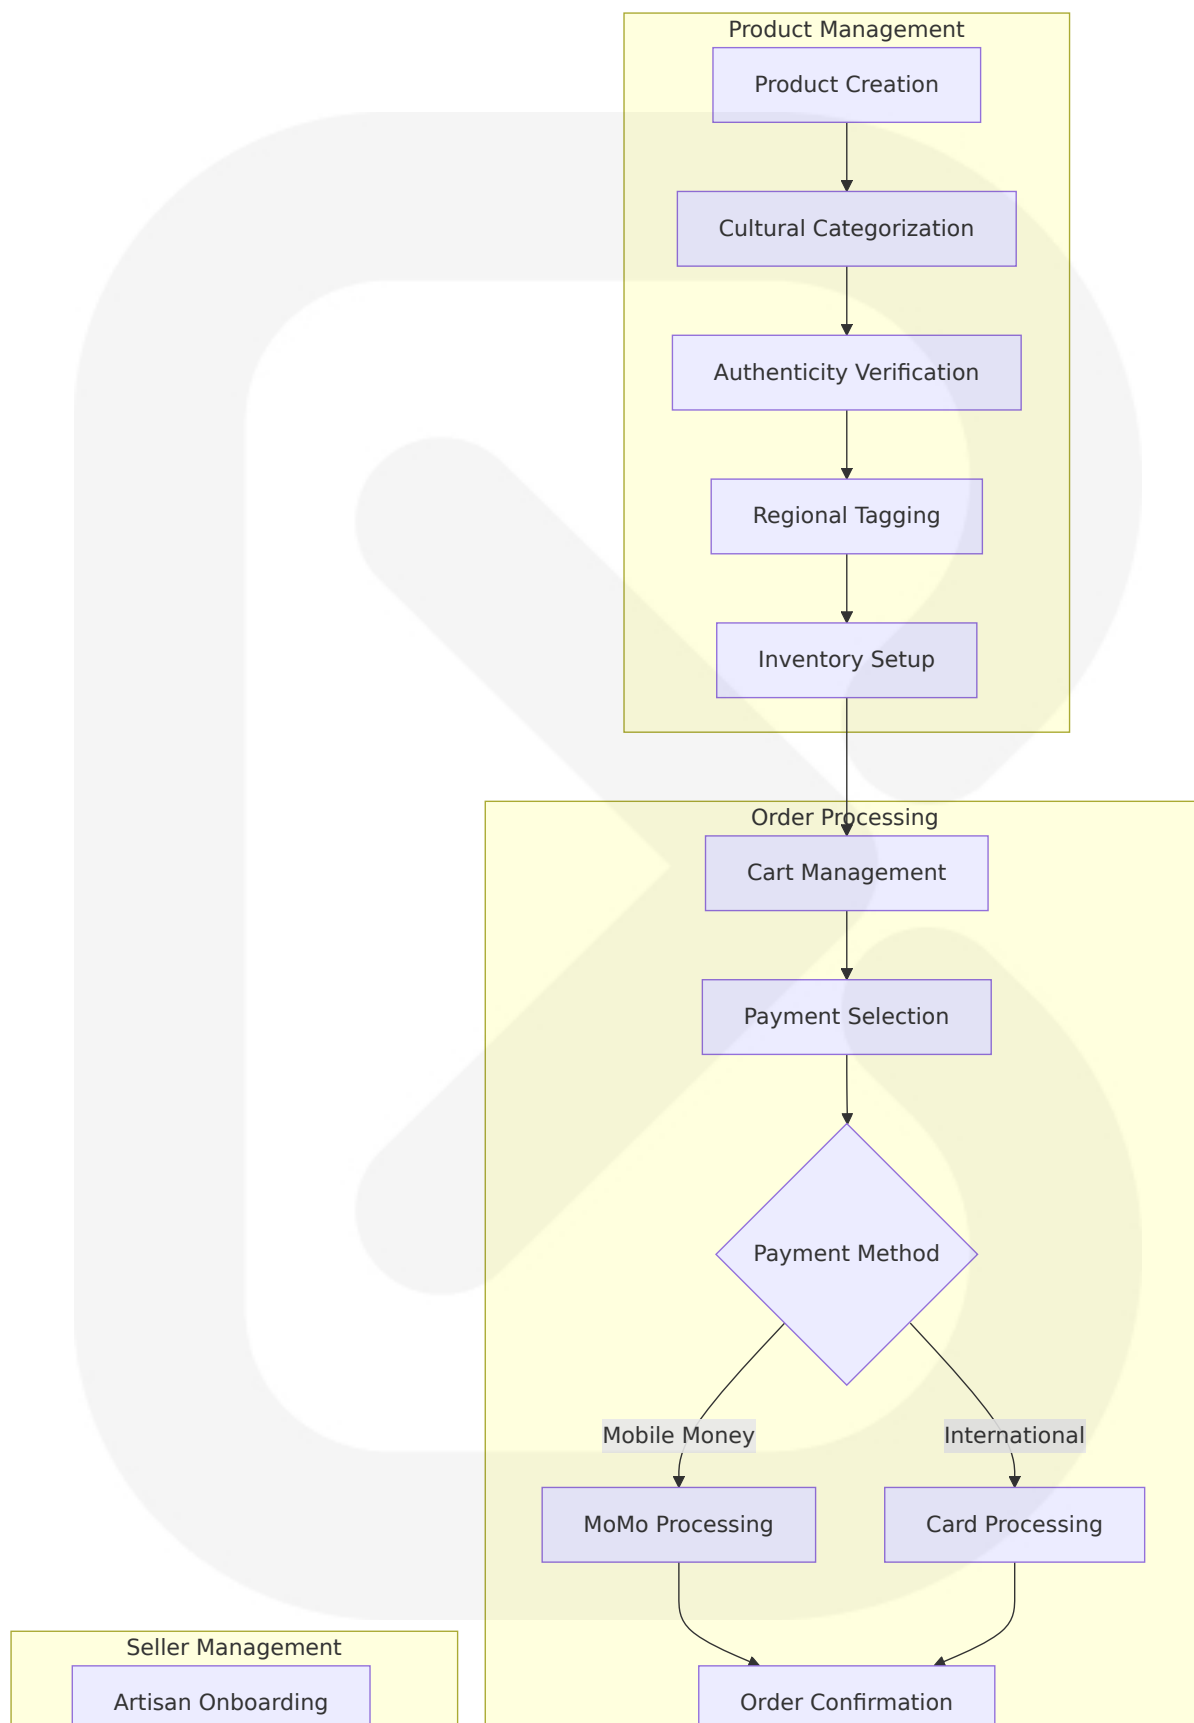 Product Management
Product Creation
Cultural Categorization
Authenticity Verification
Regional Tagging
Inventory Setup
Order Processing
Cart Management
Payment Selection
Payment Method
Mobile Money
International
MoMo Processing
Card Processing
Seller Management
Artisan Onboarding
Order Confirmation